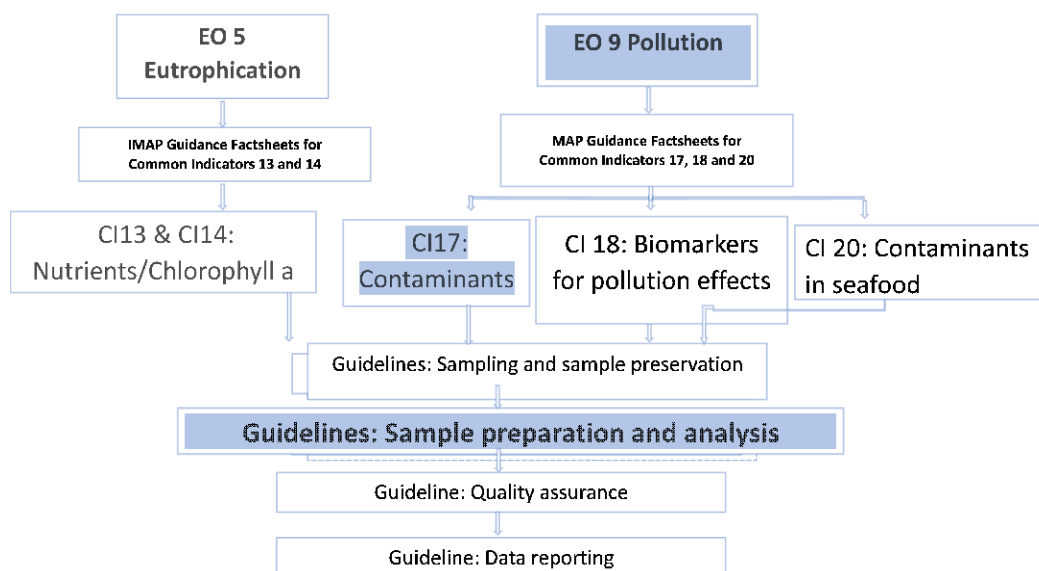 EO 5
Eutrophication
EO 9 Pollution
IMAP Guidance Factsheets for
Common Indicators 13 and 14
MAP Guidance Factsheets for
Common Indicators 17, 18 and 20
CI13 & CI14:
Nutrients/Chlorophyll a
CI17:
Contaminants
CI 18: Biomarkers
for pollution effects
CI 20: Contaminants
in seafood
Guidelines: Sampling and sample preservation
Guidelines: Sample preparation and analysis
Guideline: Quality assurance
Guideline: Data reporting